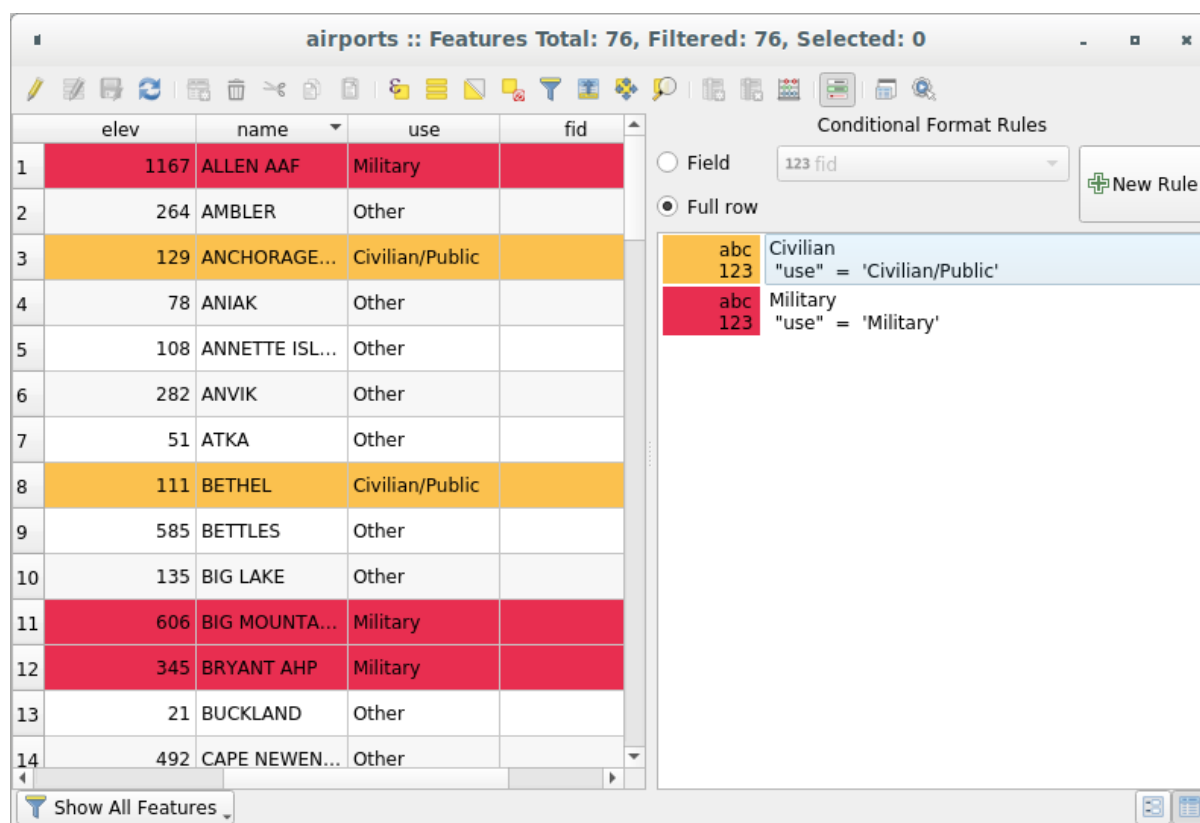 airports :: Features Total: 76, Filtered: 76, Selected: 0
elev name use fid
1 1167 ALLEN AAF Military
2 264 AMBLER Other
3 129 ANCHORAGE... Civilian/Public
4 78 ANIAK Other
5 108 ANNETTE ISL... Other
6 282 ANVIK Other
7 51 ATKA Other
8 111 BETHEL Civilian/Public
9 585 BETTLES Other
10 135 BIG LAKE Other
11 606 BIG MOUNTA... Military
12 345 BRYANT AHP Military
13 21 BUCKLAND Other
14 492 CAPE NEWEN... Other
Conditional Format Rules
Field 123 fid
New Rule
Full row
abc Civilian
123 "use" = 'Civilian/Public'
abc Military
123 "use" = 'Military'
Show All Features